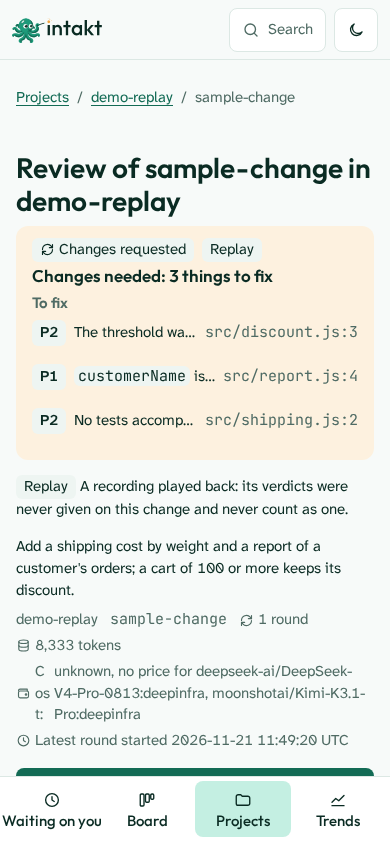 intakt
Search
Projects / demo-replay / sample-change
Review of sample-change in
demo-replay
Changes requested Replay
Changes needed: 3 things to fix
To fix
P2 The threshold wa... src/discount.js:3
P1 customerName is... src/report.js:4
P2 No tests accomp... src/shipping.js:2
Replay A recording played back: its verdicts were
never given on this change and never count as one.
Add a shipping cost by weight and a report of a
customer's orders; a cart of 100 or more keeps its
discount.
demo-replay sample-change 1 round
8,333 tokens
C unknown, no price for deepseek-ai/DeepSeek-
os V4-Pro-0813:deepinfra, moonshotai/Kimi-K3.1-
t: Pro:deepinfra
Latest round started 2026-11-21 11:49:20 UTC
Waiting on you Board Projects Trends